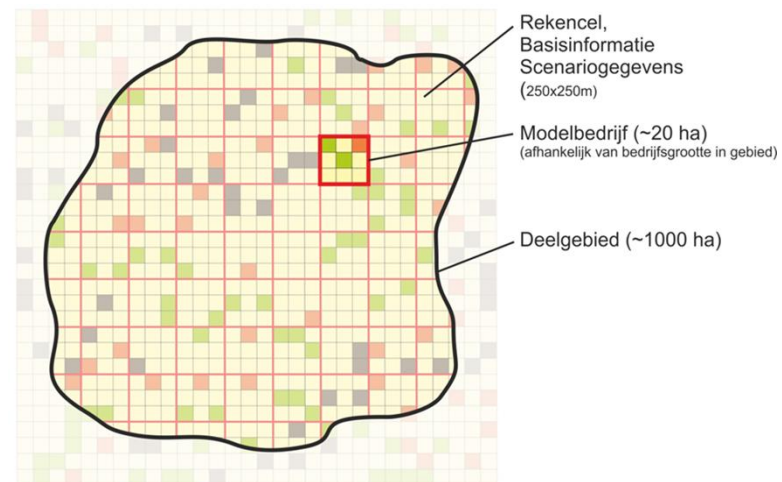 Rekencel,
Basisinformatie
Scenariogegevens
(250x250m)
Modelbedrijf (~20 ha)
(afhankelijk van bedrijfsgrootte in gebied)
Deelgebied (~1000 ha)